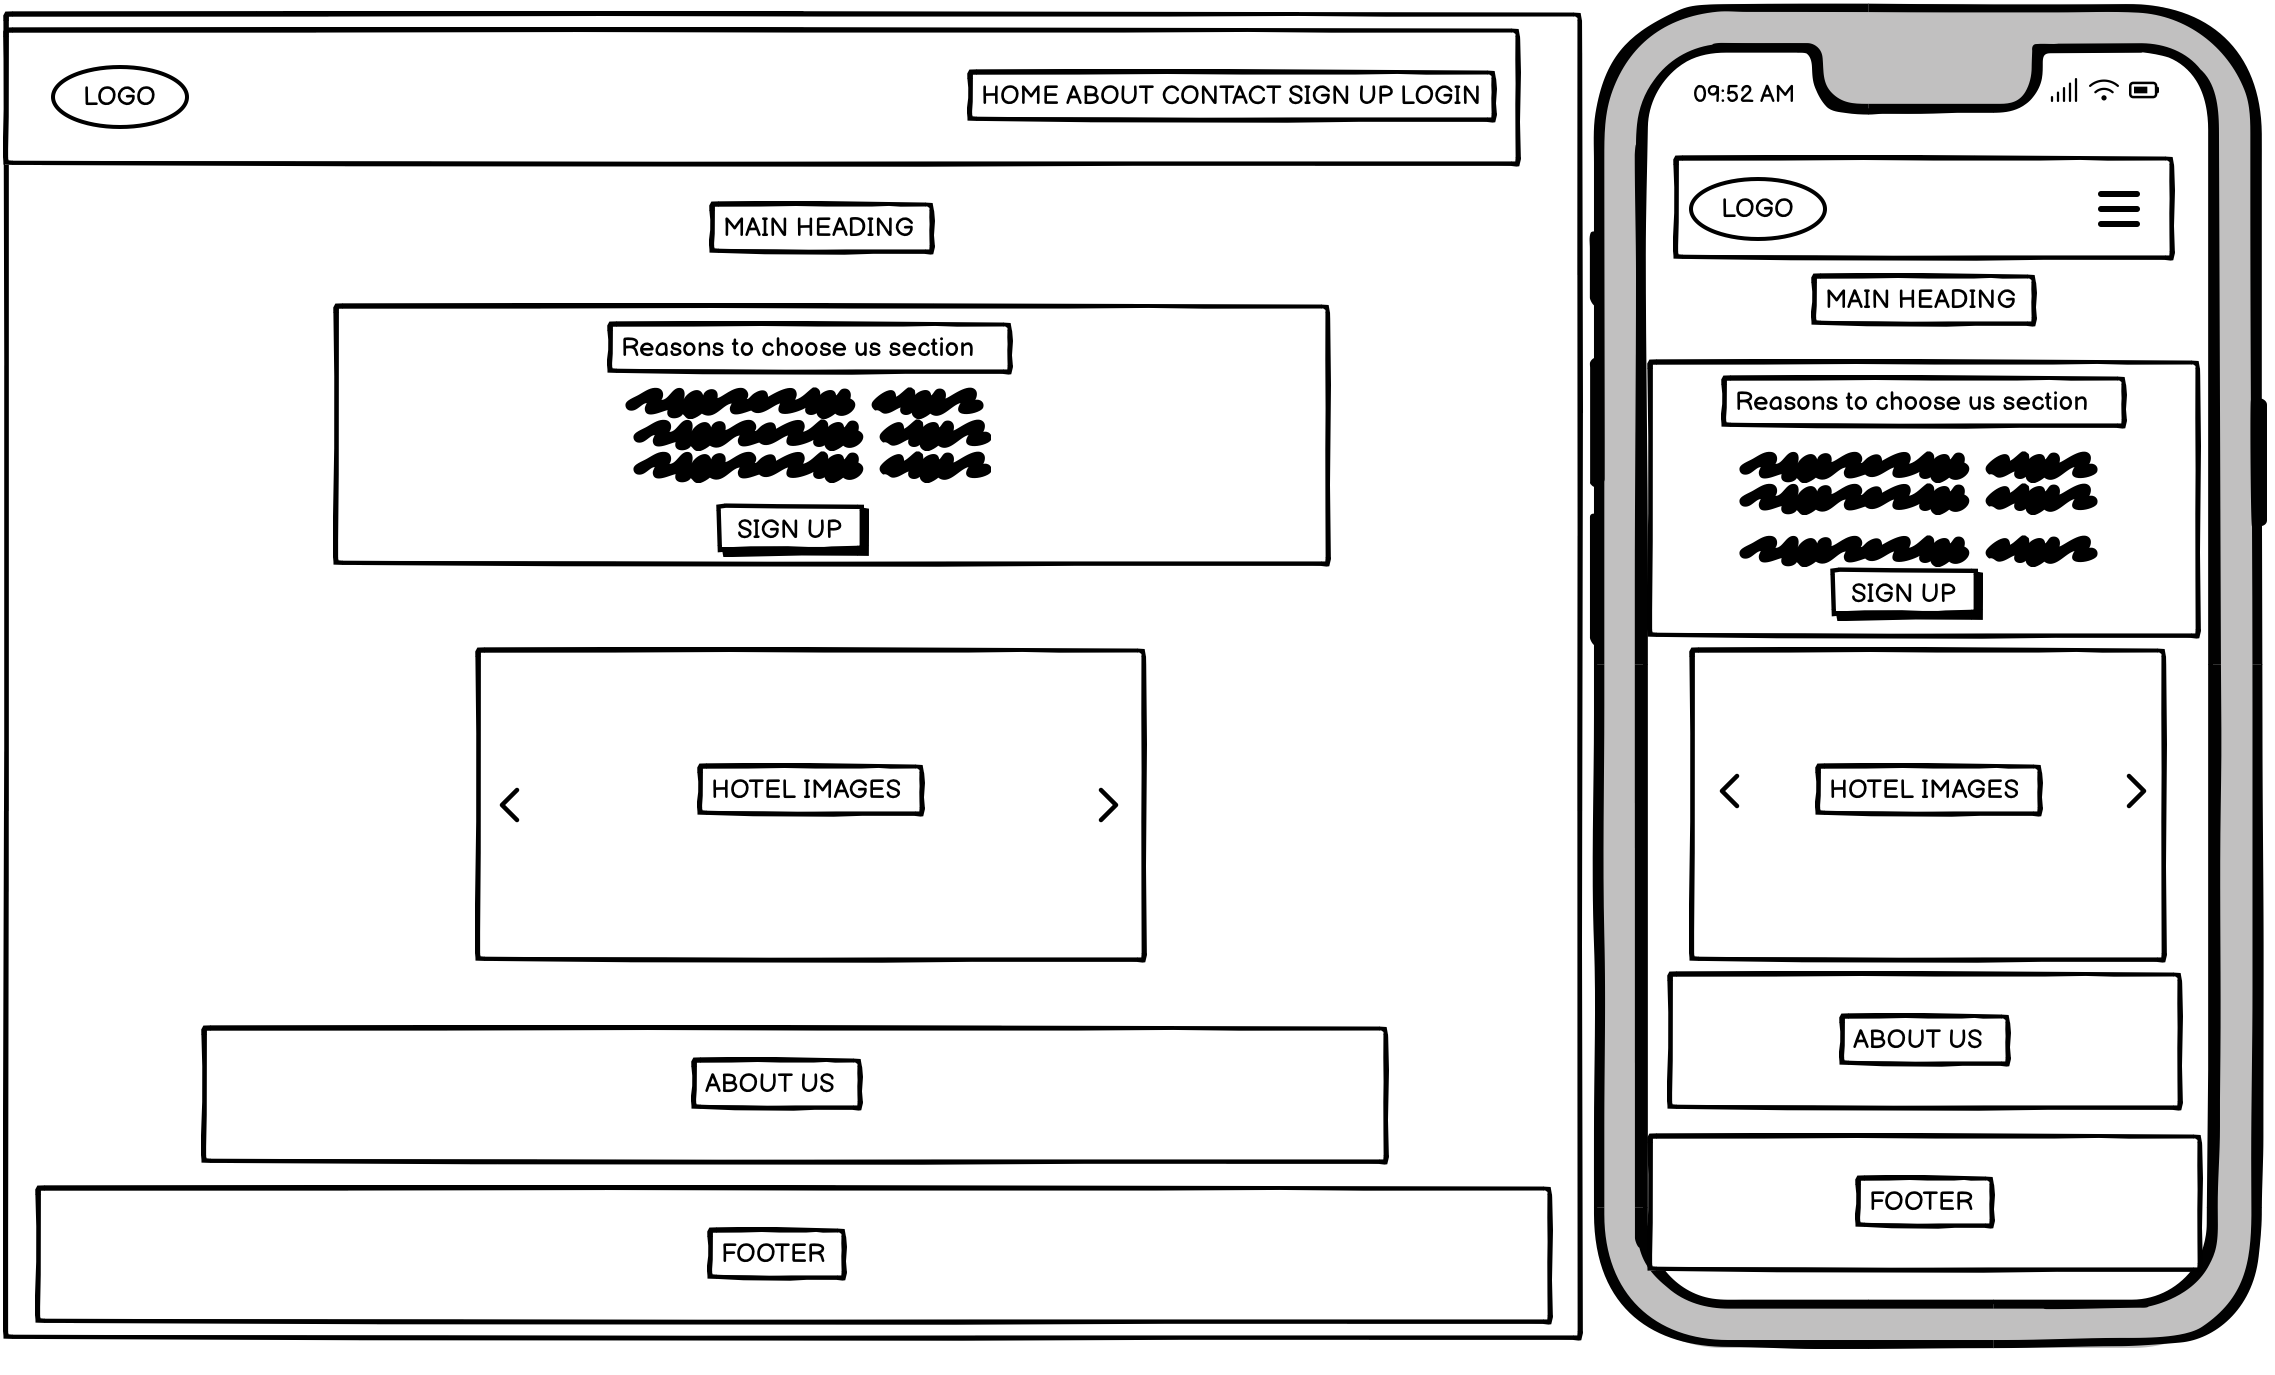 LOGO
HOME ABOUT CONTACT SIGN UP LOGIN
MAIN HEADING
Reasons to choose us section
SIGN UP
HOTEL IMAGES
ABOUT US
FOOTER
09:52 AM
LOGO
MAIN HEADING
Reasons to choose us section
SIGN UP
HOTEL IMAGES
ABOUT US
FOOTER